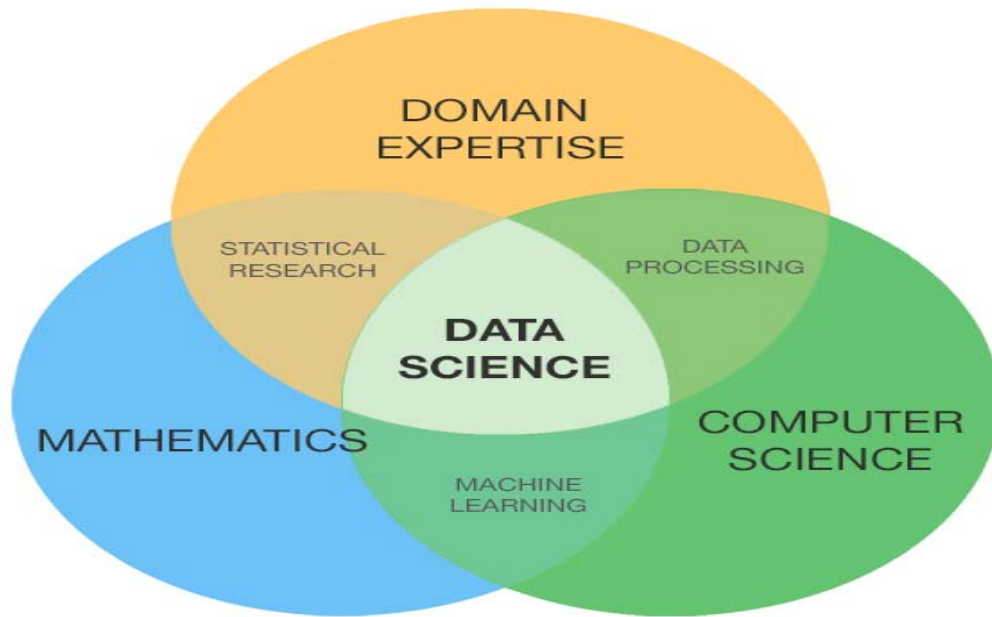 DOMAIN
EXPERTISE
STATISTICAL
RESEARCH
DATA
PROCESSING
DATA
SCIENCE
MATHEMATICS
COMPUTER
SCIENCE
MACHINE
LEARNING